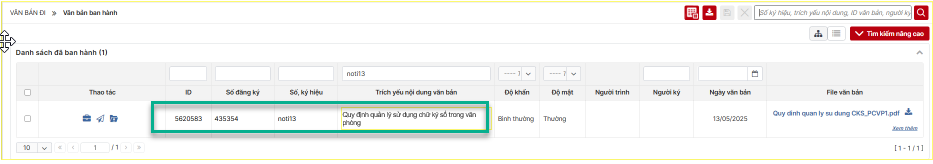 VĂN BẢN ĐI » Văn bản ban hành
Số ký hiệu, trích yếu nội dung, ID văn bản, người ký
Tìm kiếm nâng cao
Danh sách đã ban hành (1)
noti13 ---- ---- 
Thao tác ID Số đăng ký Số, ký hiệu Trích yếu nội dung văn bản Độ khẩn Độ mật Người trình Người ký Ngày văn bản File văn bản
5620583 435354 noti13 Quy định quản lý sử dụng chữ ký số trong văn
phòng Bình thường Thường 13/05/2025 Quy dinh quan ly su dung CKS_PCVP1.pdf
Xem thêm
10 « ‹ 1 / 1 › » [ 1 - 1 / 1 ]